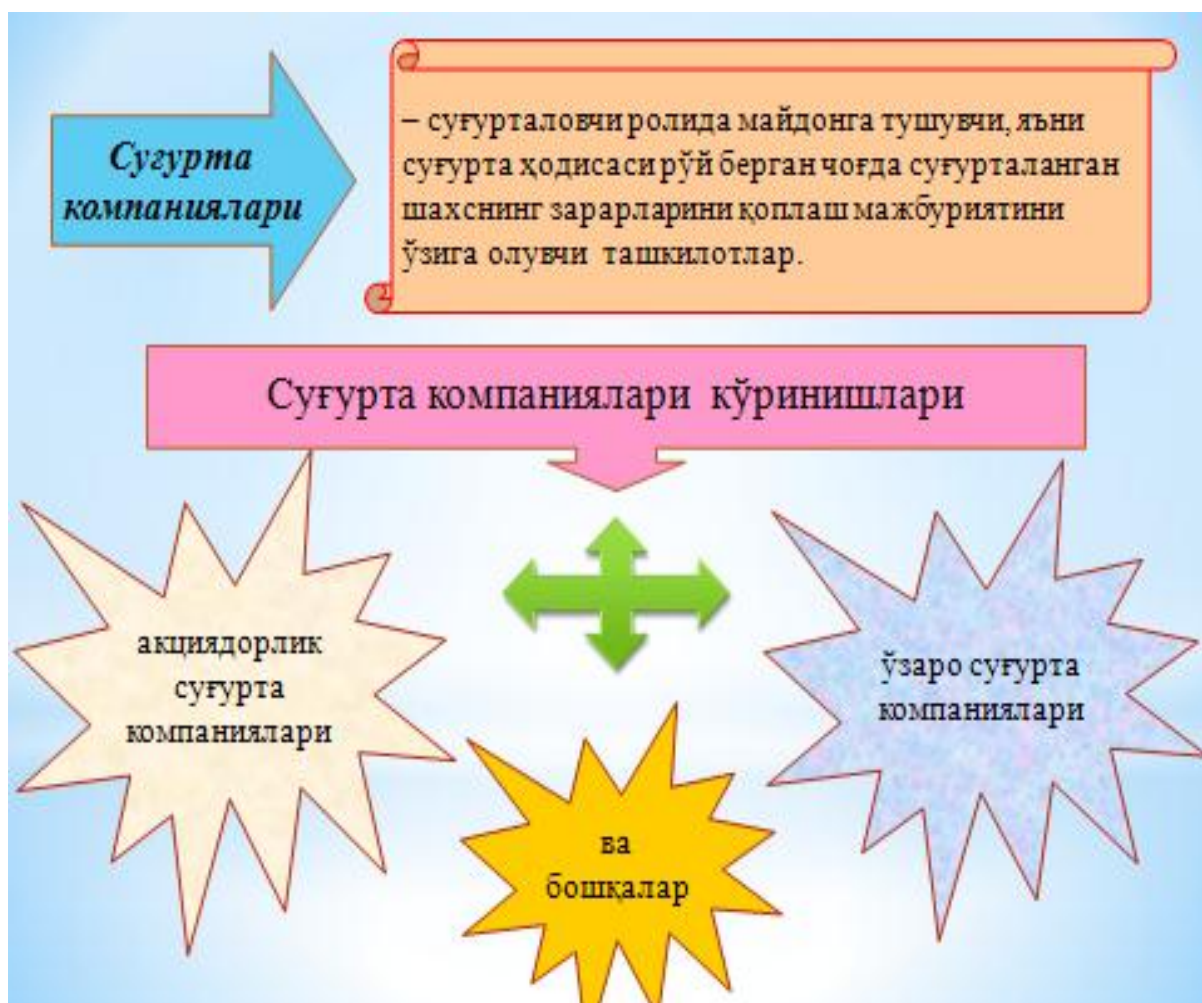 Суғурта
компаниялари
– суғурталовчи ролида майдонга тушувчи, яъни
суғурта ҳодисаси рўй берган чоғда суғурталанган
шахснинг зарарларини қоплаш мажбуриятини
ўзига олувчи ташкилотлар.
Суғурта компаниялари кўринишлари
акциядорлик
суғурта
компаниялари
ўзаро суғурта
компаниялари
ва
бошқалар